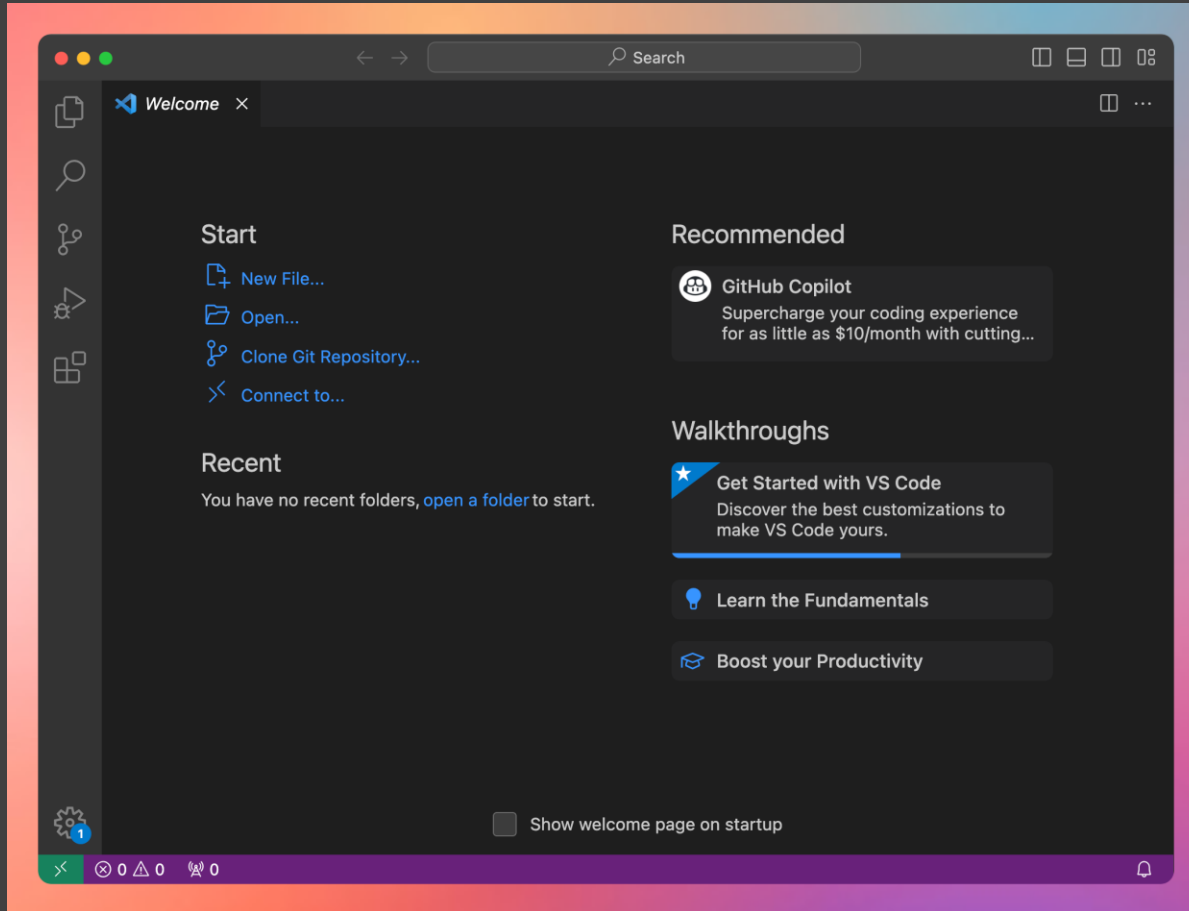 Search
Welcome
Start
New File...
Open...
Clone Git Repository...
Connect to...
Recent
You have no recent folders, open a folder to start.
Recommended
GitHub Copilot
Supercharge your coding experience
for as little as $10/month with cutting...
Walkthroughs
Get Started with VS Code
Discover the best customizations to
make VS Code yours.
Learn the Fundamentals
Boost your Productivity
Show welcome page on startup
1
0 0 0